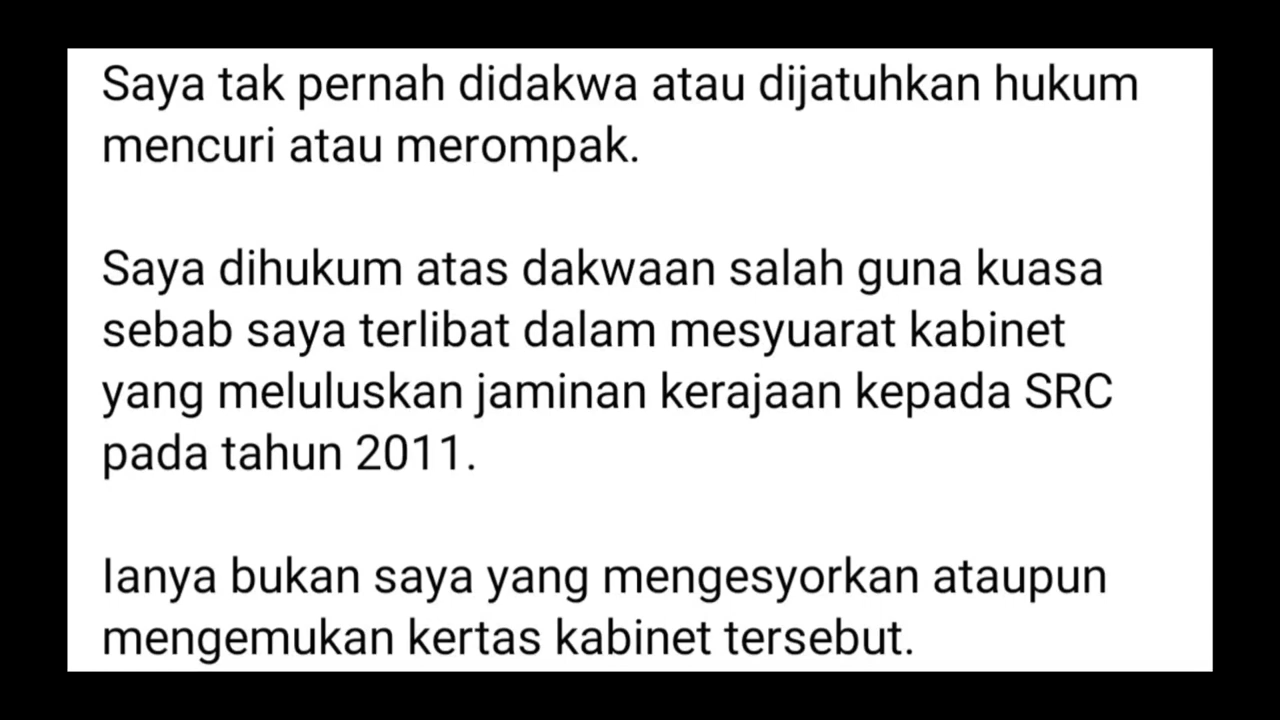 Saya tak pernah didakwa atau dijatuhkan hukum
mencuri atau merompak.
Saya dihukum atas dakwaan salah guna kuasa
sebab saya terlibat dalam mesyuarat kabinet
yang meluluskan jaminan kerajaan kepada SRC
pada tahun 2011.
Ianya bukan saya yang mengesyorkan ataupun
mengemukan kertas kabinet tersebut.